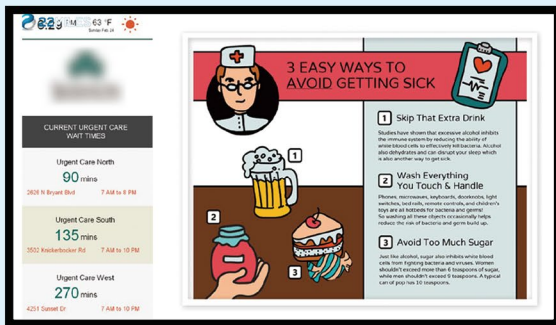 63 °F
Sunday Feb, 24
CURRENT URGENT CARE
WAIT TIMES
Urgent Care North
90 mins
2626 N Bryant Blvd 7 AM to 8 PM
Urgent Care South
135 mins
3502 Knickerbocker Rd 7 AM to 10 PM
Urgent Care West
270 mins
4251 Sunset Dr 7 AM to 10 PM
3 EASY WAYS TO
AVOID GETTING SICK
1 Skip That Extra Drink
Studies have shown that excessive alcohol inhibits
the immune system by reducing the ability of
white blood cells to effectively kill bacteria. Alcohol
also dehydrates and can disrupt your sleep which
is also another way to get sick.
1
2 Wash Everything
You Touch & Handle
Phones, microwaves, keyboards, doorknobs, light
switches, bed rails, remote controls, and children's
toys are all hotbeds for bacteria and germs!
So washing all these objects occasionally helps
reduce the risk of bacteria and germ build up.
2
3 Avoid Too Much Sugar
Just like alcohol, sugar also inhibits white blood
cells from fighting bacteria and viruses. Women
shouldn't exceed more than 6 teaspoons of sugar,
while men shouldn't exceed 9 teaspoons. A typical
can of pop has 10 teaspoons.
3